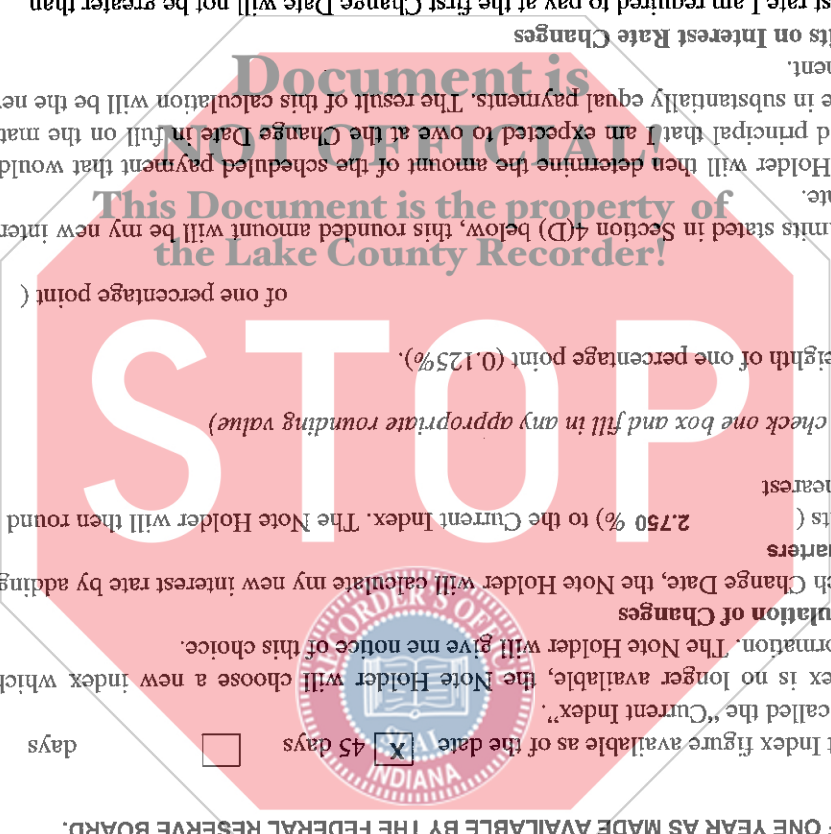 ONE YEAR AS MADE AVAILABLE BY THE FEDERAL RESERVE BOARD.
t Index figure available as of the date X 45 days days
called the "Current Index".
ex is no longer available, the Note Holder will choose a new index which
ormation. The Note Holder will give me notice of this choice.
ulation of Changes
ch Change Date, the Note Holder will calculate my new interest rate by adding
arters
ts ( 2.750 %) to the Current Index. The Note Holder will then round
nearest
check one box and fill in any appropriate rounding value)
eighth of one percentage point (0.125%).
of one percentage point (
mits stated in Section 4(D) below, this rounded amount will be my new inter
ate.
Holder will then determine the amount of the scheduled payment that would
d principal that I am expected to owe at the Change Date in full on the mat
e in substantially equal payments. The result of this calculation will be the ne
ment.
its on Interest Rate Changes
st rate I am required to pay at the first Change Date will not be greater than
Document is
NOT OFFICIAL!
This Document is the property of
the Lake County Recorder!
STOP
RECORDER'S OF
SEAL
INDIANA